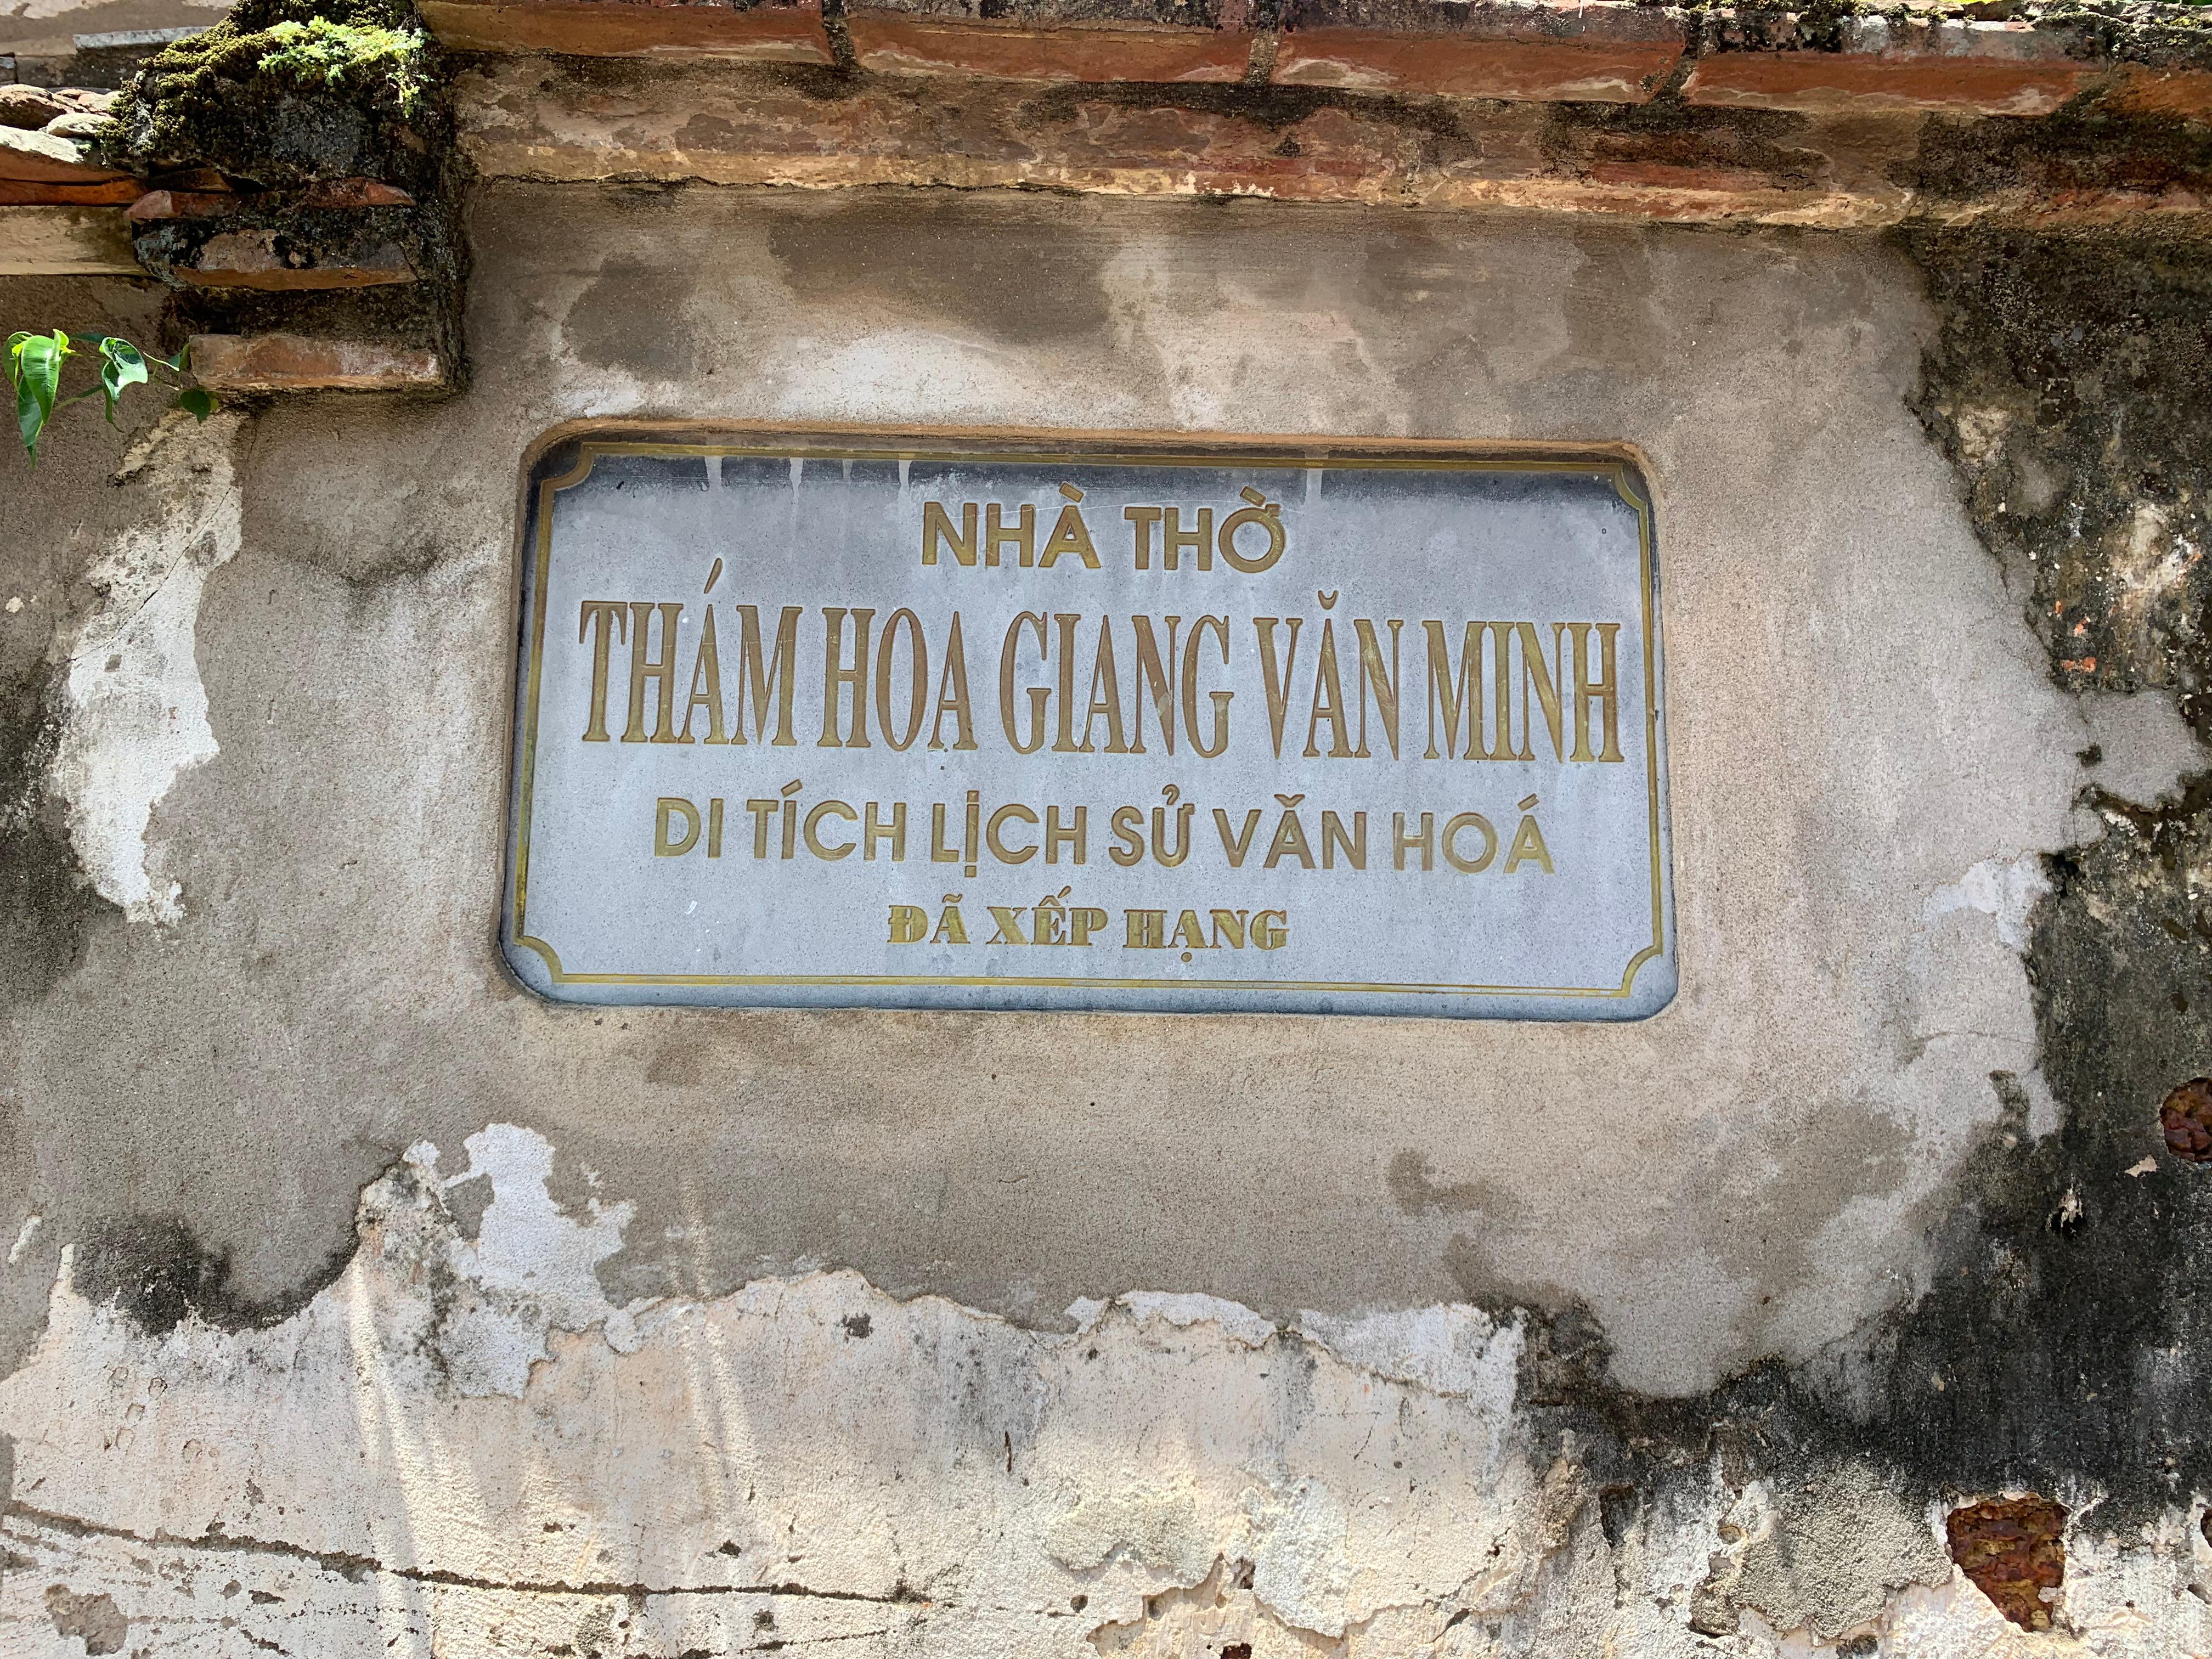 NHÀ THỜ
THÁM HOA GIANG VĂN MINH
DI TÍCH LỊCH SỬ VĂN HOÁ
ĐÃ XẾP HẠNG